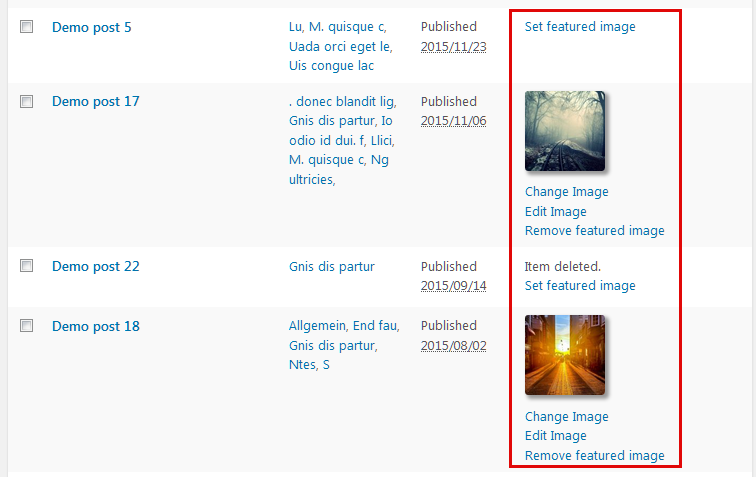 Demo post 5
Lu, M. quisque c,
Uada orci eget le,
Uis congue lac
Published
2015/11/23
Set featured image
Demo post 17
. donec blandit lig,
Gnis dis partur, Io
odio id dui. f, Llici,
M. quisque c, Ng
ultricies,
Published
2015/11/06
Change Image
Edit Image
Remove featured image
Demo post 22
Gnis dis partur
Published
2015/09/14
Item deleted.
Set featured image
Demo post 18
Allgemein, End fau,
Gnis dis partur,
Ntes, S
Published
2015/08/02
Change Image
Edit Image
Remove featured image